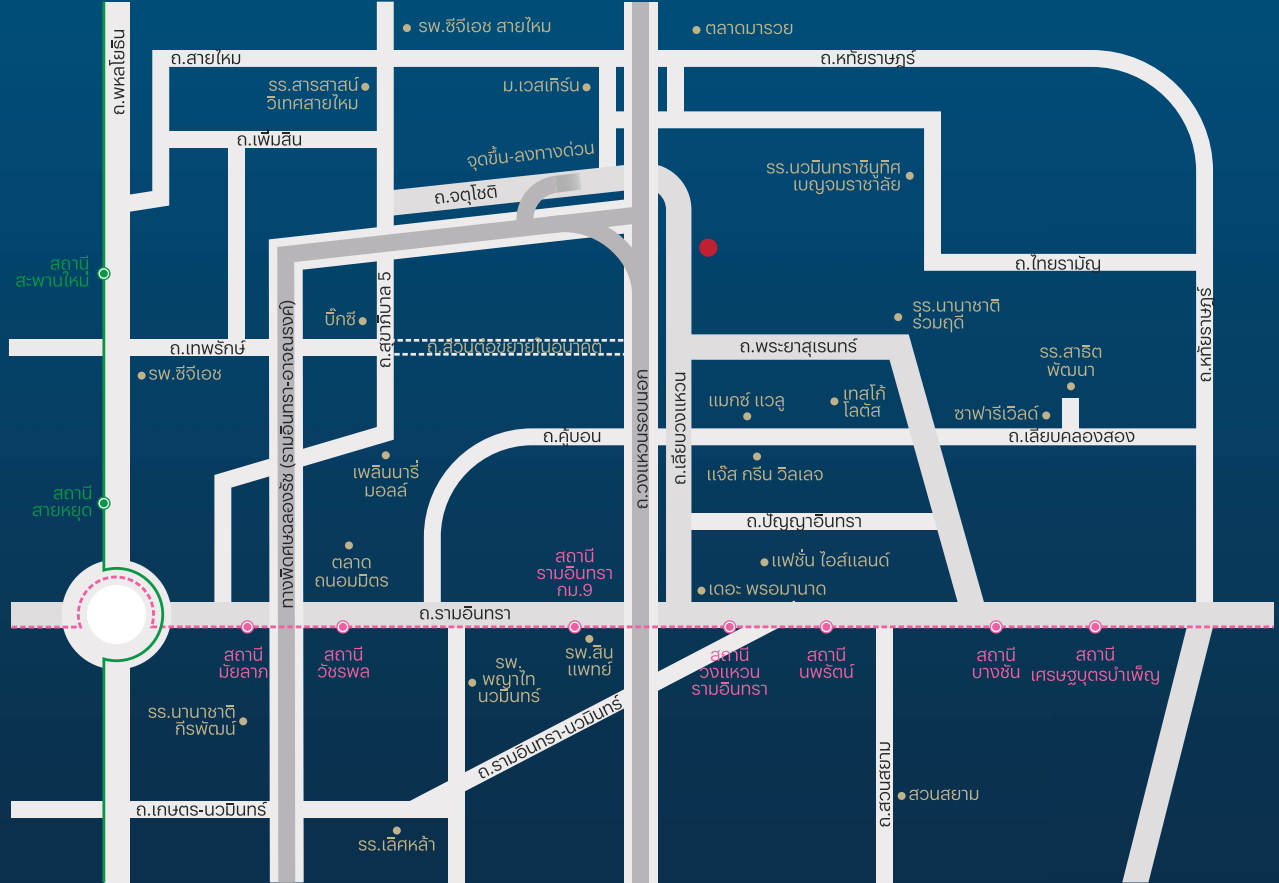 รพ.ซีจีเอช สายไหม
ตลาดมารวย
ถ.พหลโยธิน
ถ.สายไหม
ถ.หทัยราษฎร์
รร.สารสาสน์
วิเทศสายไหม
ม.เวสเทิร์น
ถ.เพิ่มสิน
จุดขึ้น-ลงทางด่วน
รร.นวมินทราชินูทิศ
เบญจมราชาลัย
ถ.จตุโชติ
สถานี
สะพานใหม่
ถ.ไทยรามัญ
ถ.สุขาภิบาล 5
บิ๊กซี
รร.นานาชาติ
ร่วมฤดี
ถ.หทัยราษฎร์
ถ.เทพรักษ์
ถ.ส่วนต่อขยายในอนาคต
ถ.พระยาสุเรนทร์
รร.สาธิต
พัฒนา
รพ.ซีจีเอช
ทางพิเศษฉลองรัช (รามอินทรา-อาจณรงค์)
ถ.วงแหวนรอบนอก
ถ.เลียบวงแหวน
แมกซ์ แวลู
เทสโก้
โลตัส
ซาฟารีเวิลด์
ถ.คู้บอน
ถ.เลียบคลองสอง
เพลินนารี่
มอลล์
แจ๊ส กรีน วิลเลจ
สถานี
สายหยุด
ถ.ปัญญาอินทรา
ตลาด
ถนอมมิตร
สถานี
รามอินทรา
กม.9
แฟชั่น ไอส์แลนด์
เดอะ พรอมานาด
ถ.รามอินทรา
สถานี
มัยลาภ
สถานี
วัชรพล
รพ.
พญาไท
นวมินทร์
รพ.สิน
แพทย์
สถานี
วงแหวน
รามอินทรา
สถานี
นพรัตน์
สถานี
บางชัน
สถานี
เศรษฐบุตรบำเพ็ญ
รร.นานาชาติ
กีรพัฒน์
ถ.รามอินทรา-นวมินทร์
ถ.สวนสยาม
สวนสยาม
ถ.เกษตร-นวมินทร์
รร.เลิศหล้า